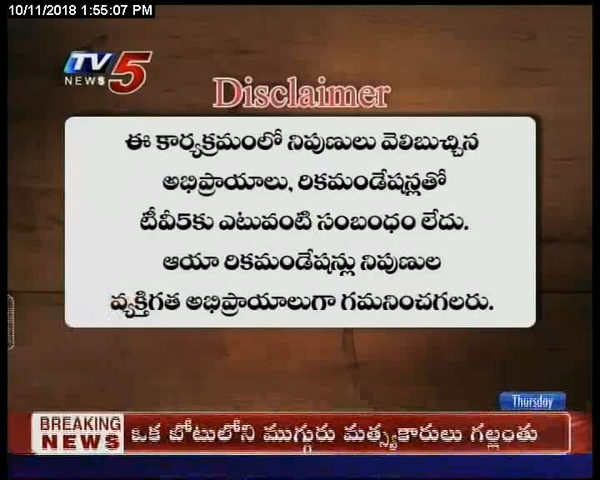 10/11/2018 1:55:07 PM
TV5
NEWS
Disclaimer
ఈ కార్యక్రమంలో నిపుణులు వెలిబుచ్చిన
అభిప్రాయాలు, రికమండేషన్లతో
టీవీ5కు ఎటువంటి సంబంధం లేదు.
ఆయా రికమండేషన్లు నిపుణుల
వ్యక్తిగత అభిప్రాయాలుగా గమనించగలరు.
Thursday
BREAKING NEWS ఒక బోటులోని ముగ్గురు మత్స్యకారులు గల్లంతు